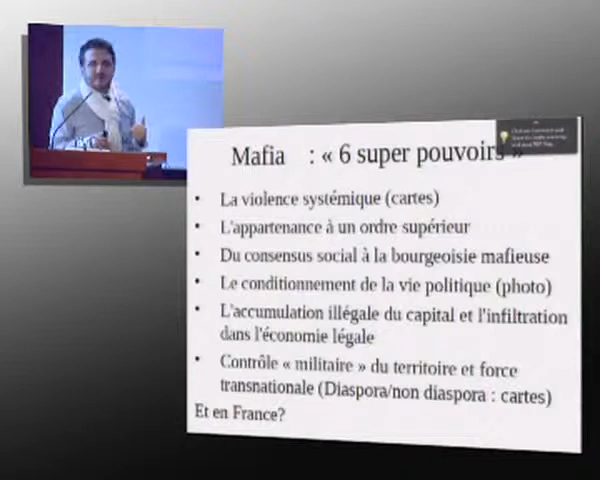 Mafia : « 6 super pouvoirs »
• La violence systémique (cartes)
• L'appartenance à un ordre supérieur
• Du consensus social à la bourgeoisie mafieuse
• Le conditionnement de la vie politique (photo)
• L'accumulation illégale du capital et l'infiltration
dans l'économie légale
• Contrôle « militaire » du territoire et force
transnationale (Diaspora/non diaspora : cartes)
Et en France?